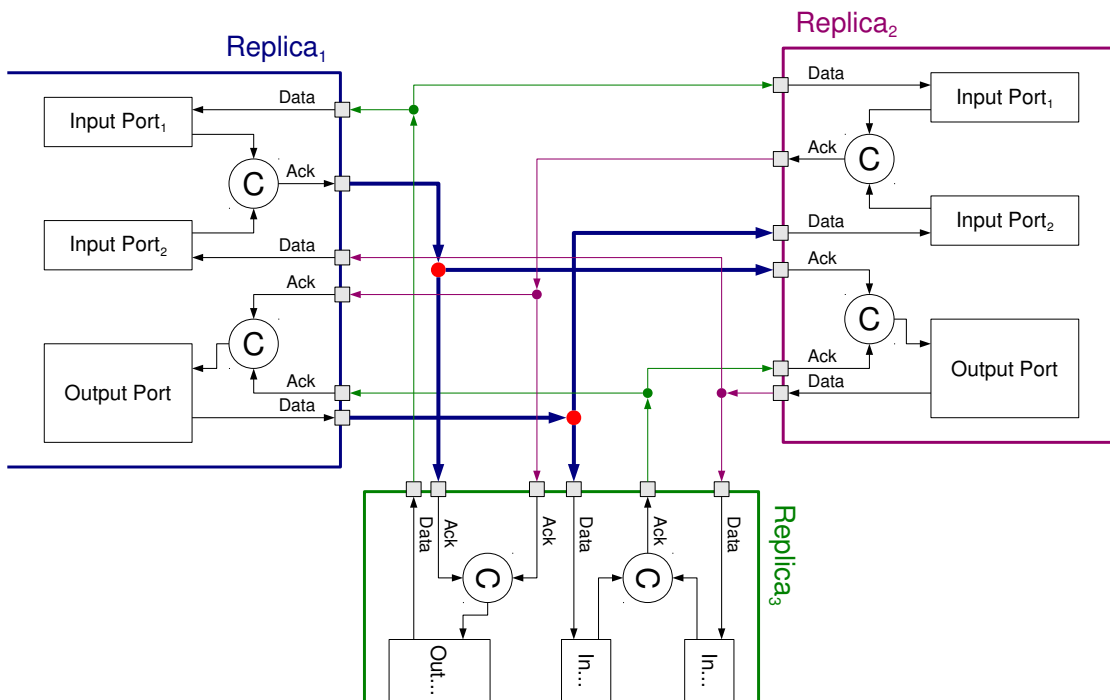 Replica1
Data
Input Port1
C
Ack
Input Port2
Data
Ack
C
Output Port
Ack
Data
Replica2
Data
Input Port1
Ack
C
Data
Input Port2
Ack
C
Output Port
Ack
Data
Replica3
Data
Ack
Ack
Data
Ack
Data
C
C
Out...
In...
In...